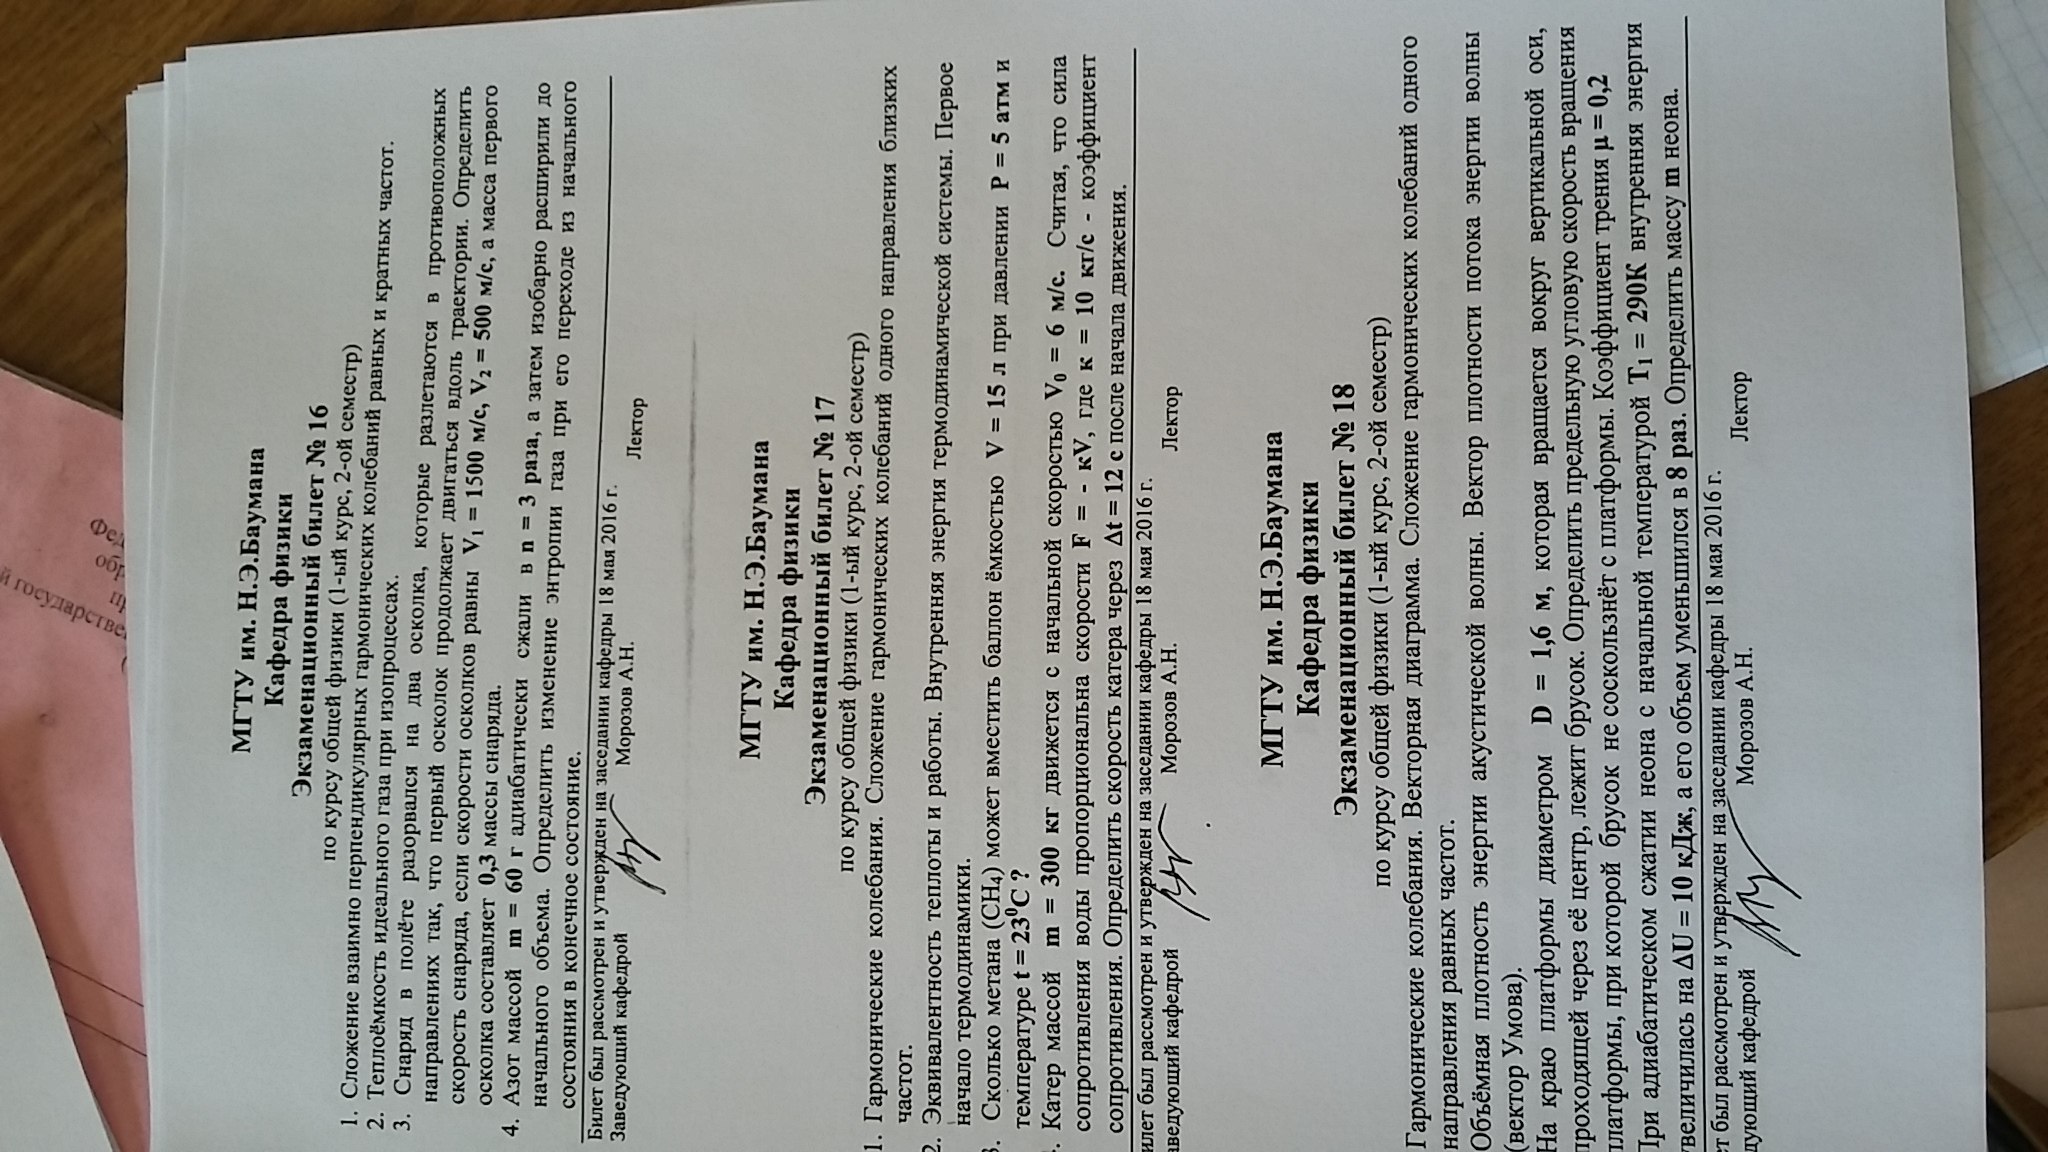 й государстве
Фед
обр
пр
МГТУ им. Н.Э.Баумана
Кафедра физики
Экзаменационный билет № 16
по курсу общей физики (1-ый курс, 2-ой семестр)
1. Сложение взаимно перпендикулярных гармонических колебаний равных и кратных частот.
2. Теплоёмкость идеального газа при изопроцессах.
3. Снаряд в полёте разорвался на два осколка, которые разлетаются в противоположных
направлениях так, что первый осколок продолжает двигаться вдоль траектории. Определить
скорость снаряда, если скорости осколков равны V₁ = 1500 м/с, V₂ = 500 м/с, а масса первого
осколка составляет 0,3 массы снаряда.
4. Азот массой m = 60 г адиабатически сжали в n = 3 раза, а затем изобарно расширили до
начального объема. Определить изменение энтропии газа при его переходе из начального
состояния в конечное состояние.
Билет был рассмотрен и утвержден на заседании кафедры 18 мая 2016 г.
Заведующий кафедрой Морозов А.Н. Лектор
МГТУ им. Н.Э.Баумана
Кафедра физики
Экзаменационный билет № 17
по курсу общей физики (1-ый курс, 2-ой семестр)
1. Гармонические колебания. Сложение гармонических колебаний одного направления близких
частот.
2. Эквивалентность теплоты и работы. Внутренняя энергия термодинамической системы. Первое
начало термодинамики.
3. Сколько метана (CH₄) может вместить баллон ёмкостью V = 15 л при давлении P = 5 атм и
температуре t = 23⁰C ?
. Катер массой m = 300 кг движется с начальной скоростью V₀ = 6 м/с. Считая, что сила
сопротивления воды пропорциональна скорости F = - кV, где к = 10 кг/с - коэффициент
сопротивления. Определить скорость катера через Δt = 12 с после начала движения.
илет был рассмотрен и утвержден на заседании кафедры 18 мая 2016 г.
аведующий кафедрой Морозов А.Н. Лектор
МГТУ им. Н.Э.Баумана
Кафедра физики
Экзаменационный билет № 18
по курсу общей физики (1-ый курс, 2-ой семестр)
Гармонические колебания. Векторная диаграмма. Сложение гармонических колебаний одного
направления равных частот.
Объёмная плотность энергии акустической волны. Вектор плотности потока энергии волны
(вектор Умова).
На краю платформы диаметром D = 1,6 м, которая вращается вокруг вертикальной оси,
проходящей через её центр, лежит брусок. Определить предельную угловую скорость вращения
платформы, при которой брусок не соскользнёт с платформы. Коэффициент трения μ = 0,2
При адиабатическом сжатии неона с начальной температурой T₁ = 290К внутренняя энергия
увеличилась на ΔU = 10 кДж, а его объем уменьшился в 8 раз. Определить массу m неона.
ет был рассмотрен и утвержден на заседании кафедры 18 мая 2016 г.
дующий кафедрой Морозов А.Н. Лектор